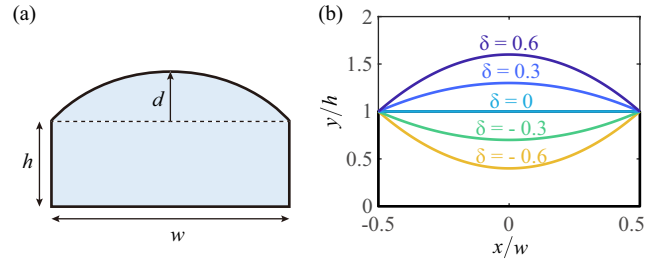 (a)
d
h
w
(b)
2
1.5
1
0.5
0
y/h
δ = 0.6
δ = 0.3
δ = 0
δ = - 0.3
δ = - 0.6
-0.5
0
0.5
x/w